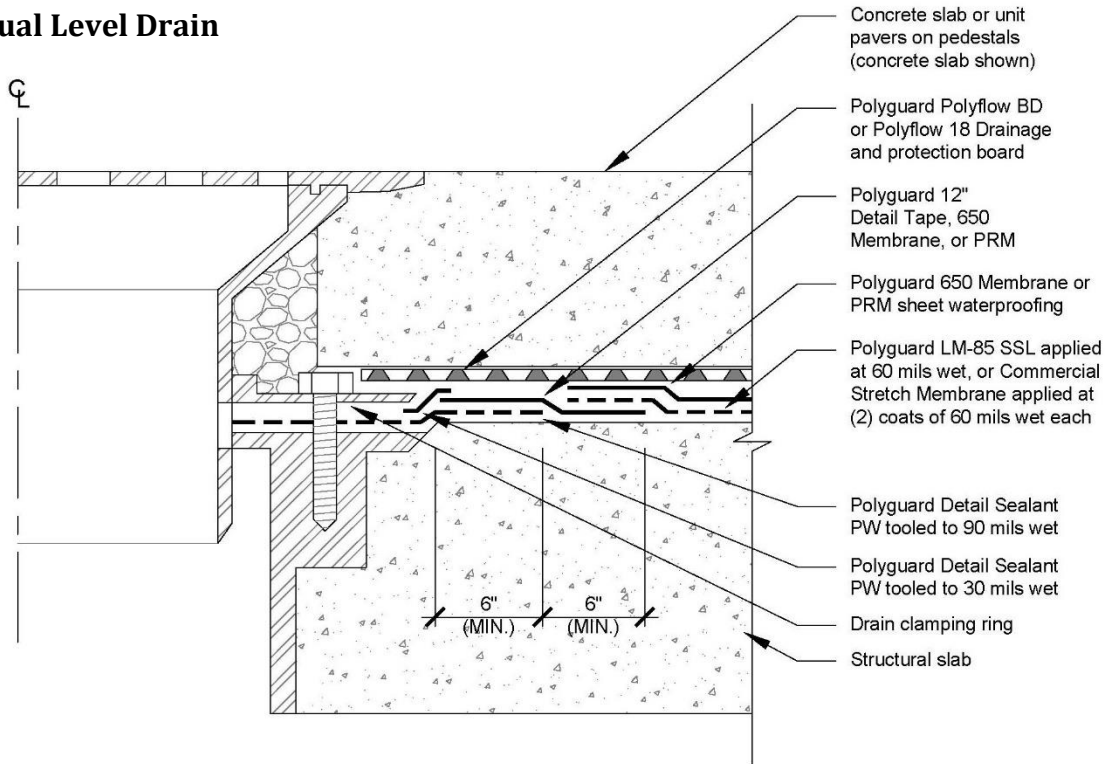 ual Level Drain
℄
Concrete slab or unit
pavers on pedestals
(concrete slab shown)
Polyguard Polyflow BD
or Polyflow 18 Drainage
and protection board
Polyguard 12"
Detail Tape, 650
Membrane, or PRM
Polyguard 650 Membrane or
PRM sheet waterproofing
Polyguard LM-85 SSL applied
at 60 mils wet, or Commercial
Stretch Membrane applied at
(2) coats of 60 mils wet each
Polyguard Detail Sealant
PW tooled to 90 mils wet
Polyguard Detail Sealant
PW tooled to 30 mils wet
Drain clamping ring
Structural slab
6"
(MIN.)
6"
(MIN.)